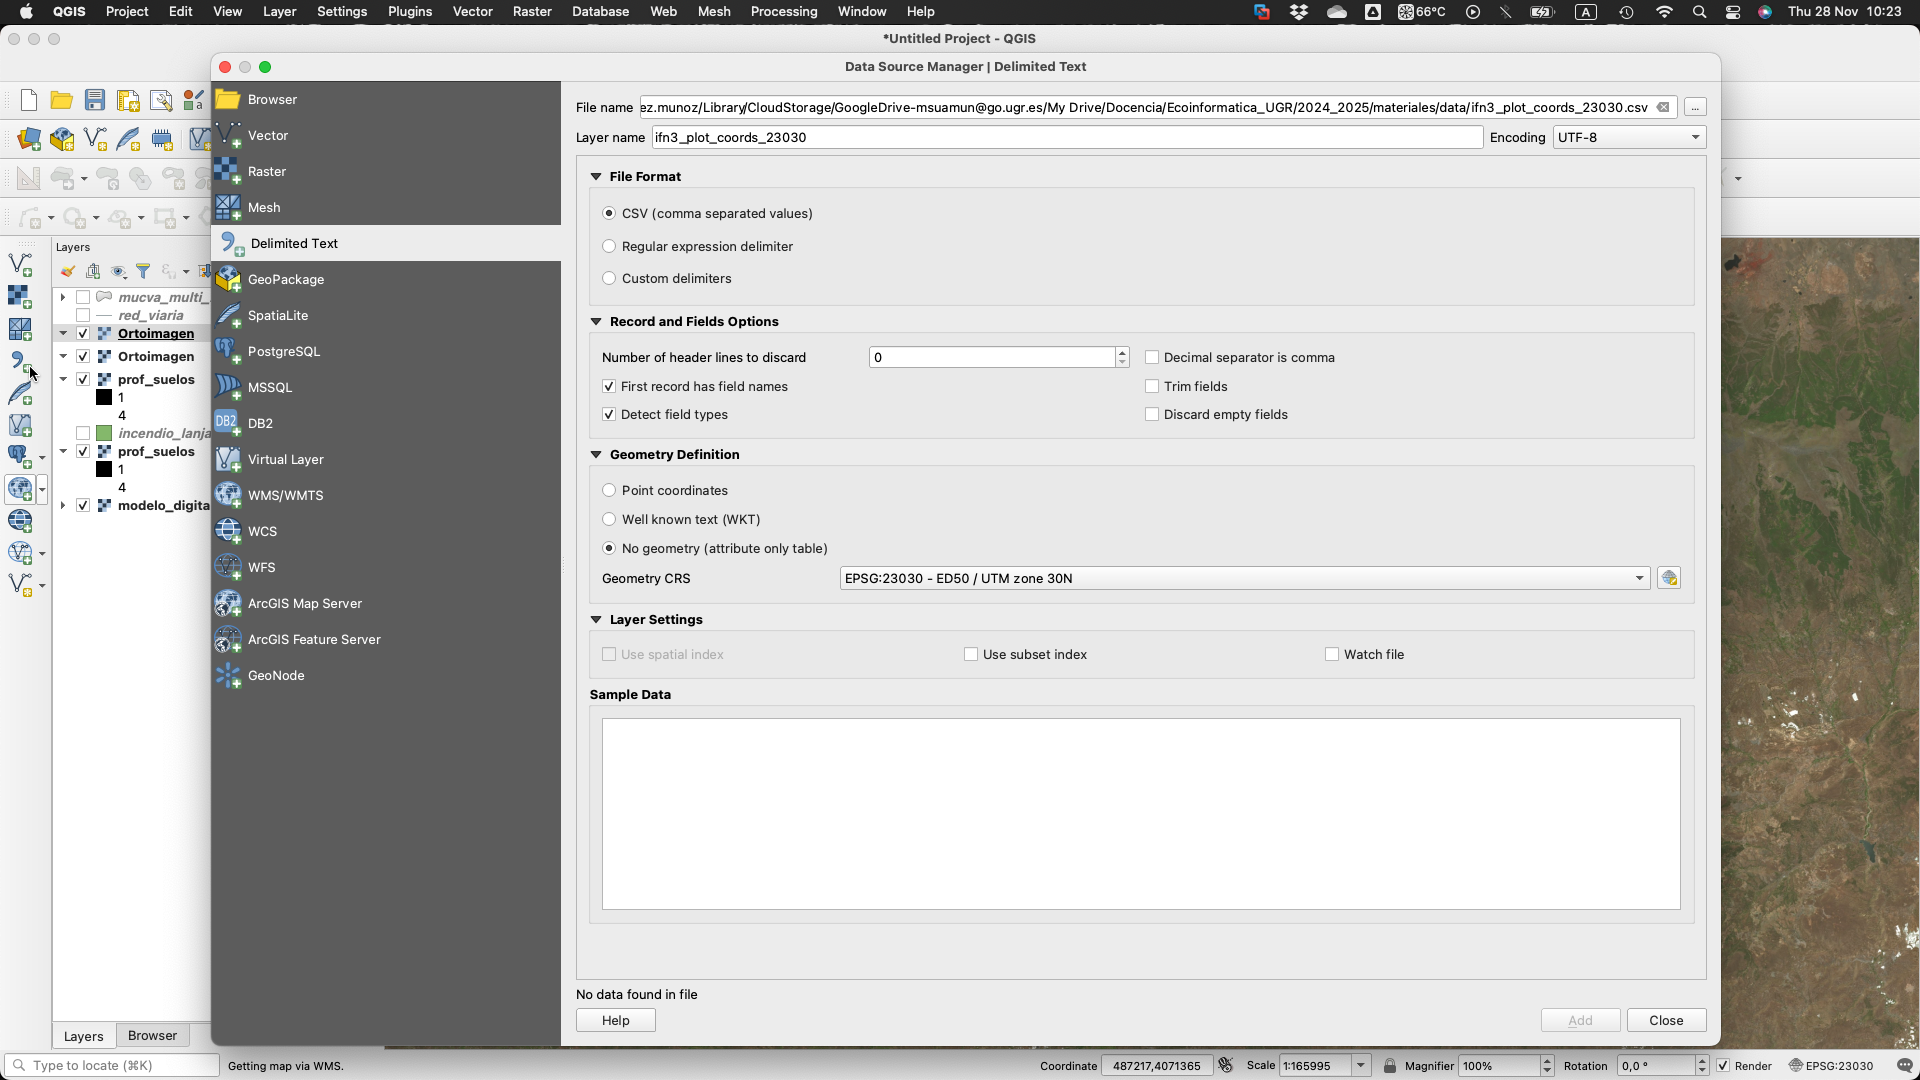 QGIS Project Edit View Layer Settings Plugins Vector Raster Database Web Mesh Processing Window Help 66°C A Thu 28 Nov 10:23
*Untitled Project - QGIS
Data Source Manager | Delimited Text
Browser
Vector
Raster
Mesh
Delimited Text
GeoPackage
SpatiaLite
PostgreSQL
MSSQL
DB2
DB2
Virtual Layer
WMS/WMTS
WCS
WFS
ArcGIS Map Server
ArcGIS Feature Server
GeoNode
Layers
mucva_multi_
red_viaria
Ortoimagen
Ortoimagen
prof_suelos
1
4
incendio_lanja
prof_suelos
1
4
modelo_digita
Layers Browser
File name ez.munoz/Library/CloudStorage/GoogleDrive-msuamun@go.ugr.es/My Drive/Docencia/Ecoinformatica_UGR/2024_2025/materiales/data/ifn3_plot_coords_23030.csv ...
Layer name ifn3_plot_coords_23030 Encoding UTF-8
File Format
CSV (comma separated values)
Regular expression delimiter
Custom delimiters
Record and Fields Options
Number of header lines to discard 0 Decimal separator is comma
First record has field names Trim fields
Detect field types Discard empty fields
Geometry Definition
Point coordinates
Well known text (WKT)
No geometry (attribute only table)
Geometry CRS EPSG:23030 - ED50 / UTM zone 30N
Layer Settings
Use spatial index Use subset index Watch file
Sample Data
No data found in file
Help Add Close
Type to locate (⌘K) Getting map via WMS. Coordinate 487217,4071365 Scale 1:165995 Magnifier 100% Rotation 0,0 ° Render EPSG:23030